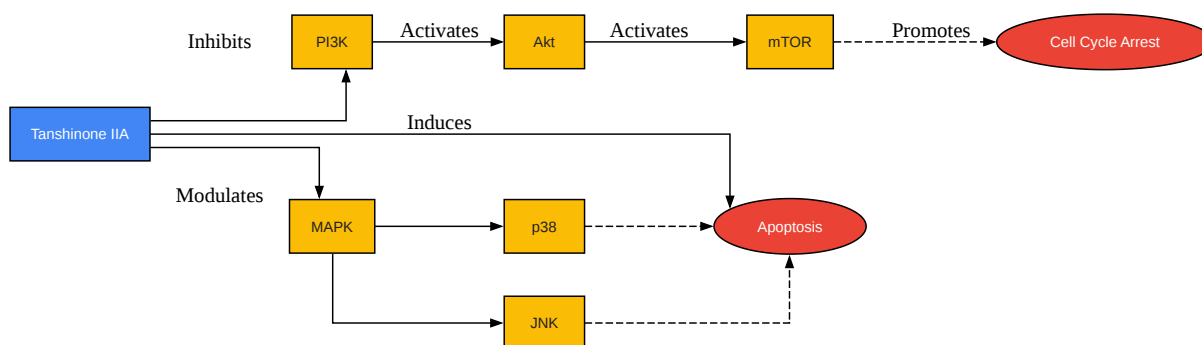 Inhibits
PI3K
Activates
Akt
Activates
mTOR
Promotes
Cell Cycle Arrest
Tanshinone IIA
Induces
Modulates
MAPK
p38
Apoptosis
JNK